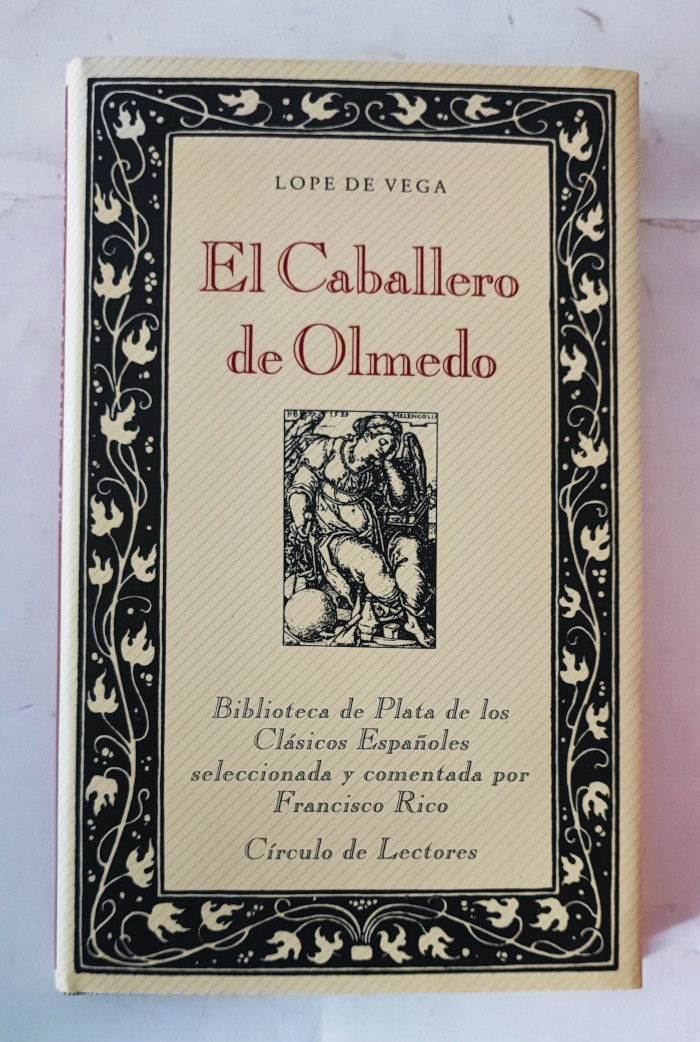 LOPE DE VEGA
El Caballero
de Olmedo
1539 MELENCOLIA
Biblioteca de Plata de los
Clásicos Españoles
seleccionada y comentada por
Francisco Rico
Círculo de Lectores